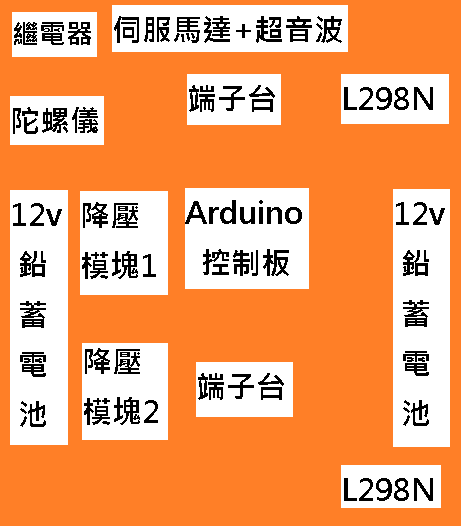 繼電器
伺服馬達+超音波
端子台
L298N
陀螺儀
12v
鉛
蓄
電
池
降壓
模塊1
Arduino
控制板
12v
鉛
蓄
電
池
降壓
模塊2
端子台
L298N